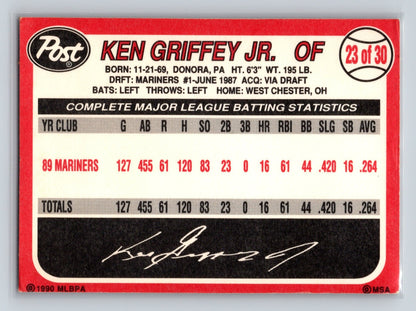 Post ®
KEN GRIFFEY JR. OF
23 of 30
BORN: 11-21-69, DONORA, PA HT. 6'3" WT. 195 LB.
DRFT: MARINERS #1-JUNE 1987 ACQ: VIA DRAFT
BATS: LEFT THROWS: LEFT HOME: WEST CHESTER, OH
COMPLETE MAJOR LEAGUE BATTING STATISTICS
YR CLUB G AB R H SO 2B 3B HR RBI BB SLG SB AVG
89 MARINERS 127 455 61 120 83 23 0 16 61 44 .420 16 .264
TOTALS 127 455 61 120 83 23 0 16 61 44 .420 16 .264
Ken Griffey Jr
© 1990 MLBPA
® MSA